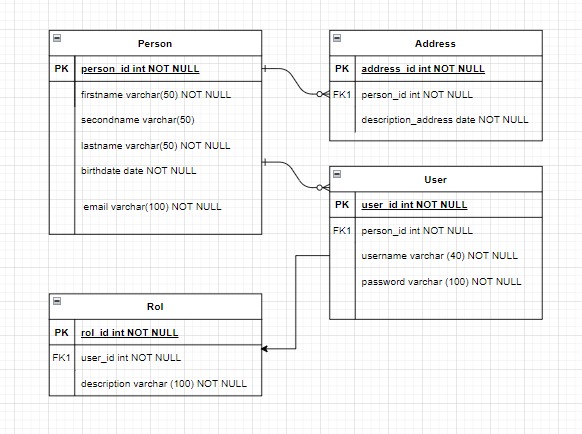 Person
PK person_id int NOT NULL
firstname varchar(50) NOT NULL
secondname varchar(50)
lastname varchar(50) NOT NULL
birthdate date NOT NULL
email varchar(100) NOT NULL
Address
PK address_id int NOT NULL
FK1 person_id int NOT NULL
description_address date NOT NULL
User
PK user_id int NOT NULL
FK1 person_id int NOT NULL
username varchar (40) NOT NULL
password varchar (100) NOT NULL
Rol
PK rol_id int NOT NULL
FK1 user_id int NOT NULL
description varchar (100) NOT NULL